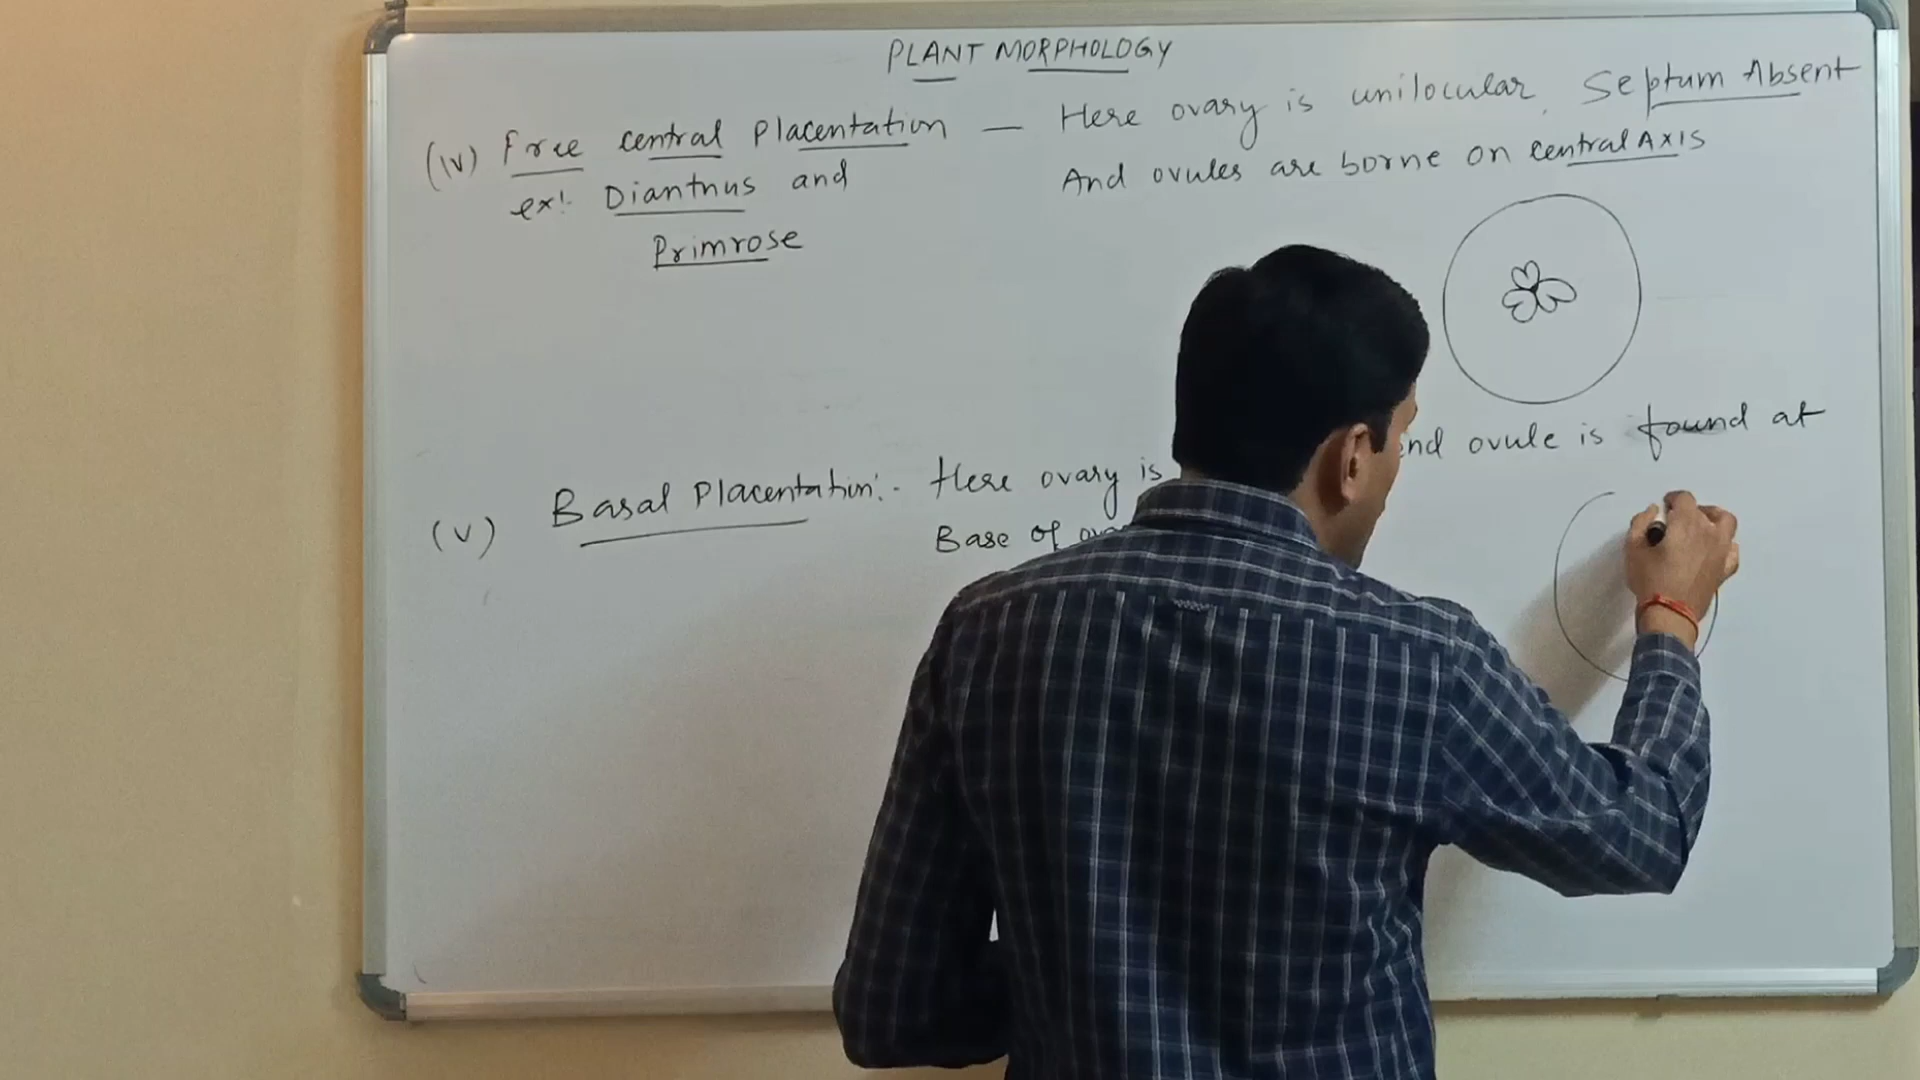 PLANT MORPHOLOGY
(IV) Free central Placentation — Here ovary is unilocular, Septum Absent
And ovules are borne on central Axis
ex! Dianthus and
Primrose
(V) Basal Placentation:- Here ovary is nd ovule is found at
Base of